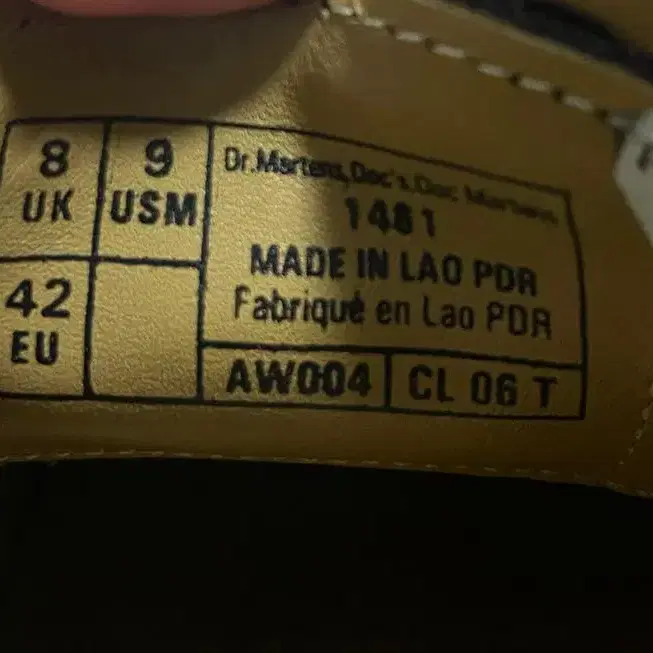 8 UK
9 USM
42 EU
Dr.Martens, Doc's, Doc Martens
1461
MADE IN LAO PDR
Fabriqué en Lao PDR
AW004
CL 06 T